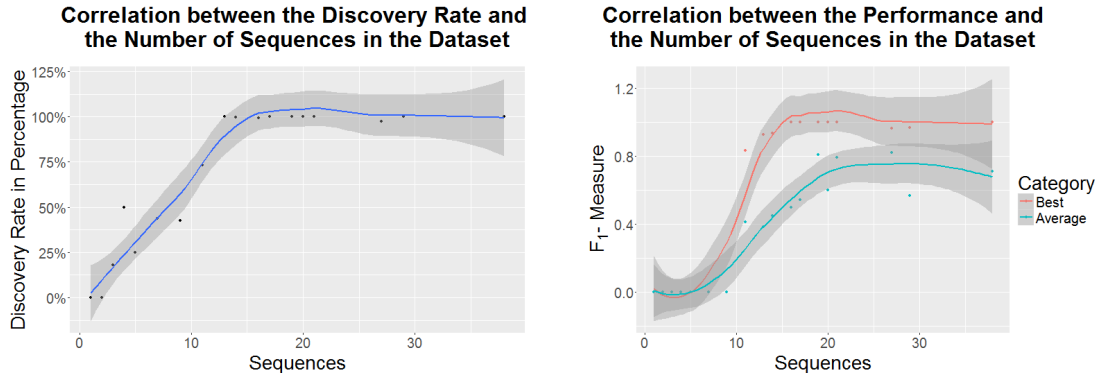 Correlation between the Discovery Rate and
the Number of Sequences in the Dataset
Discovery Rate in Percentage
125%
100%
75%
50%
25%
0%
0
10
20
30
Sequences
Correlation between the Performance and
the Number of Sequences in the Dataset
F1- Measure
1.2
0.8
0.4
0.0
0
10
20
30
Sequences
Category
Best
Average